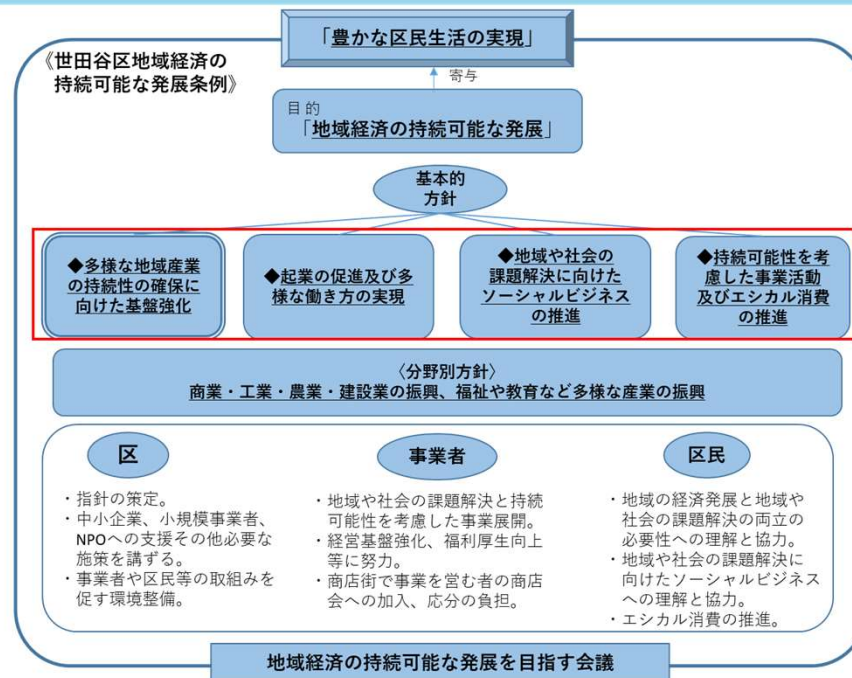 「豊かな区民生活の実現」
《世田谷区地域経済の
持続可能な発展条例》
寄与
目的
「地域経済の持続可能な発展」
基本的
方針
◆多様な地域産業
の持続性の確保に
向けた基盤強化
◆起業の促進及び多
様な働き方の実現
◆地域や社会の
課題解決に向けた
ソーシャルビジネス
の推進
◆持続可能性を考
慮した事業活動
及びエシカル消費
の推進
〈分野別方針〉
商業・工業・農業・建設業の振興、福祉や教育など多様な産業の振興
区
・指針の策定。
・中小企業、小規模事業者、
NPOへの支援その他必要な
施策を講ずる。
・事業者や区民等の取組みを
促す環境整備。
事業者
・地域や社会の課題解決と持続
可能性を考慮した事業展開。
・経営基盤強化、福利厚生向上
等に努力。
・商店街で事業を営む者の商店
会への加入、応分の負担。
区民
・地域の経済発展と地域や
社会の課題解決の両立の
必要性への理解と協力。
・地域や社会の課題解決に
向けたソーシャルビジネス
への理解と協力。
・エシカル消費の推進。
地域経済の持続可能な発展を目指す会議